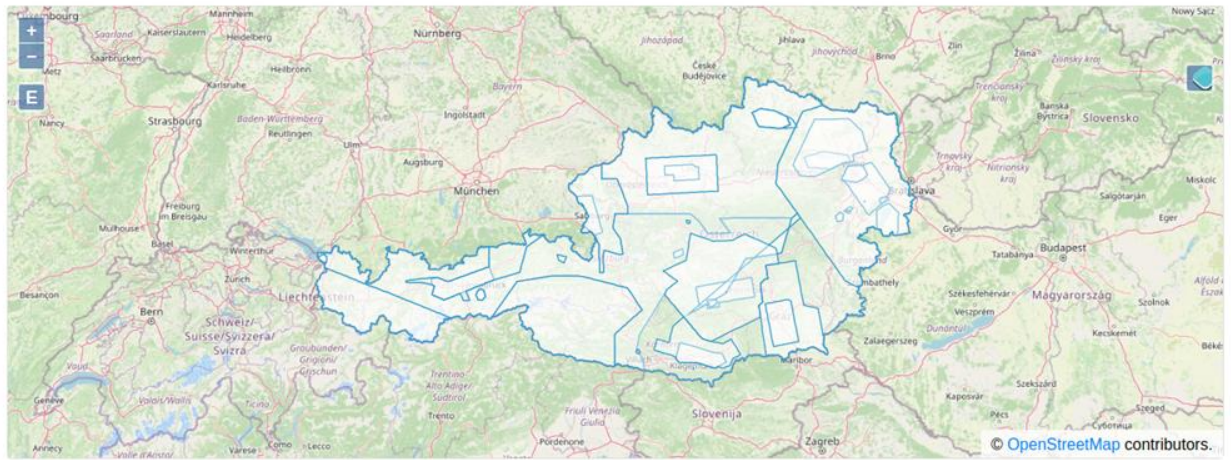 Luxembourg
Mannheim
Nowy Sącz
+
Saarland
Kaiserslautern
Heidelberg
Nürnberg
Jihozápad
Jihlava
Jihovýchod
Brno
Zlín
Žilina
Žilinský kraj
−
Saarbrücken
Metz
Heilbronn
České
Budějovice
E
Karlsruhe
Bayern
Trenčiansky
kraj
Banská
Bystrica
Slovensko
Nancy
Strasbourg
Baden-Württemberg
Reutlingen
Ingolstadt
Ulm
Augsburg
Trnavský
kraj
Nitriansky
kraj
Miskolc
München
Bratislava
Salgótarján
Freiburg
im Breisgau
Eger
Mulhouse
Basel
Winterthur
Győr
Budapest
Tatabánya
Zürich
Besançon
Liechtenstein
Székesfehérvár
Magyarország
Szolnok
Bern
Schweiz/
Suisse/Svizzera/
Svizra
Veszprém
Dunántúl
Kecskemét
Zalaegerszeg
Graubünden/
Grigioni/
Grischun
Villach
Maribor
Vaud
Trentino-
Alto Adige/
Südtirol
Szekszárd
Genève
Valais/Wallis
Ticino
Kaposvár
Trento
Friuli Venezia
Giulia
Slovenija
Pécs
Szeged
Суботица
Annecy
Valle d'Aosta/
Varese
Como
Lecco
Pordenone
Zagreb
© OpenStreetMap contributors.